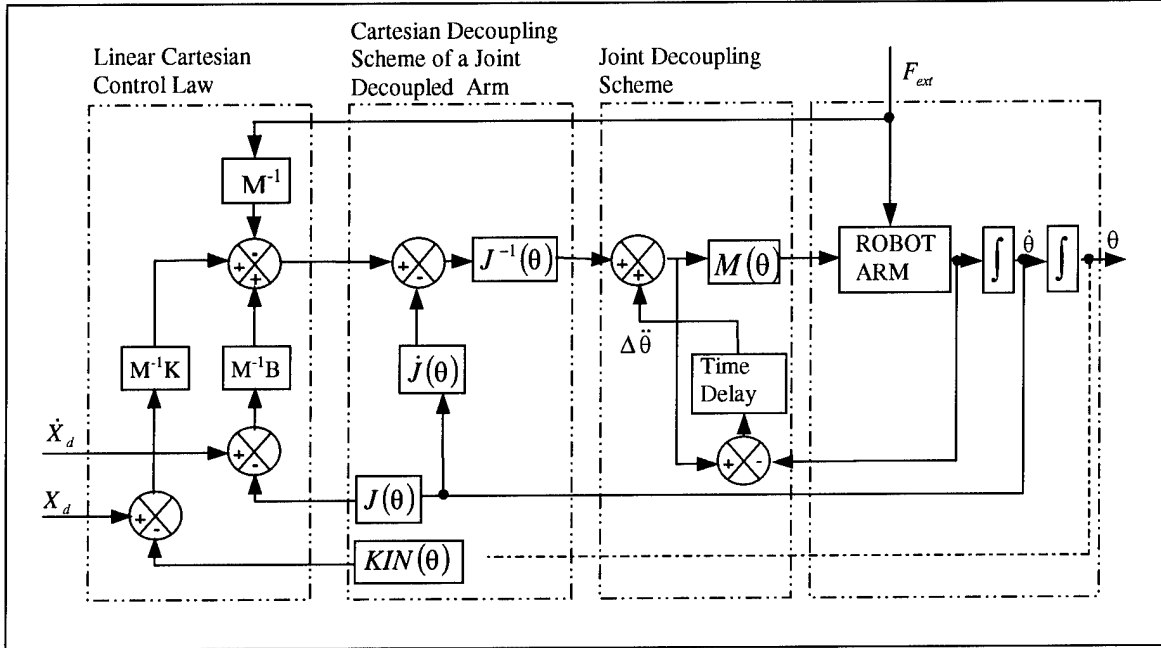 Linear Cartesian
Control Law
Cartesian Decoupling
Scheme of a Joint
Decoupled Arm
Joint Decoupling
Scheme
F_ext
M⁻¹
- + +
+ -
J⁻¹(θ)
+ +
M(θ)
ROBOT
ARM
∫
θ̇
∫
θ
Δθ̈
M⁻¹K
M⁻¹B
J̇(θ)
Time
Delay
Ẋ_d
+ -
+ -
X_d
+ -
J(θ)
KIN(θ)